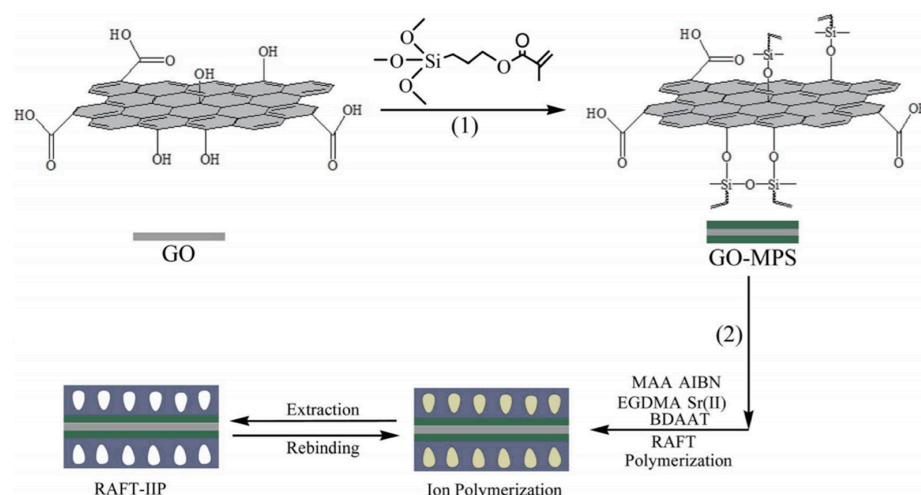 HO
O
OH
OH
HO
O
OH
OH
OH
OH
O
O
O
O
Si
O
O
(1)
HO
O
Si
O
Si
O
HO
O
OH
O
O
O
Si
O
Si
GO
GO-MPS
(2)
MAA AIBN
EGDMA Sr(II)
BDAAT
RAFT
Polymerization
Extraction
Rebinding
RAFT-IIP
Ion Polymerization